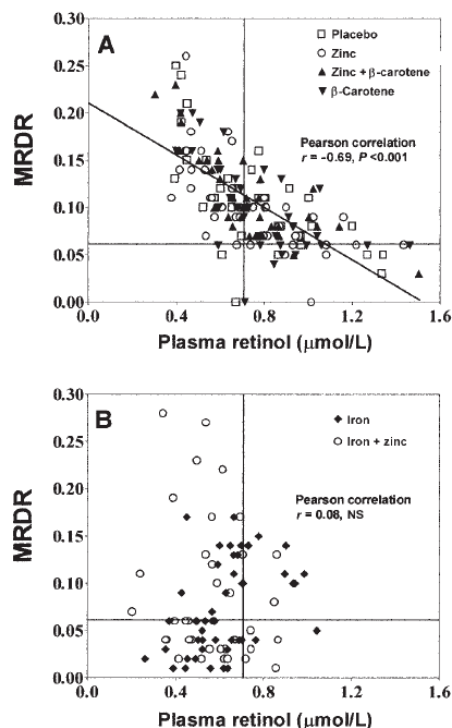 A
□ Placebo
○ Zinc
▲ Zinc + β-carotene
▼ β-Carotene
Pearson correlation
r = –0.69, P <0.001
MRDR
0.30
0.25
0.20
0.15
0.10
0.05
0.00
0.0 0.4 0.8 1.2 1.6
Plasma retinol (μmol/L)
B
◆ Iron
○ Iron + zinc
Pearson correlation
r = 0.08, NS
MRDR
0.30
0.25
0.20
0.15
0.10
0.05
0.00
0.0 0.4 0.8 1.2 1.6
Plasma retinol (μmol/L)